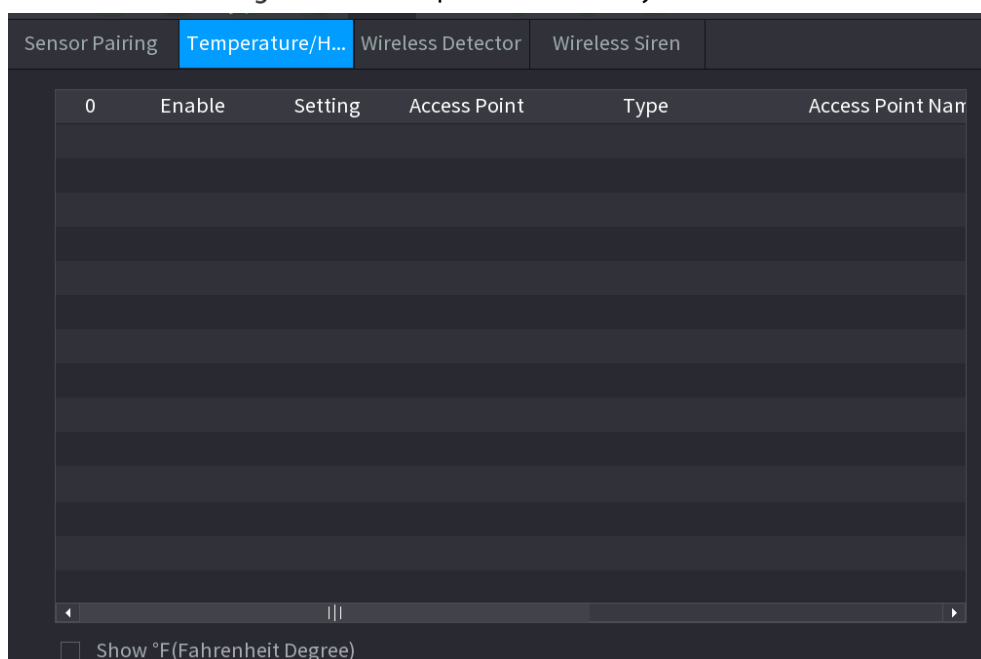 Sensor Pairing Temperature/H... Wireless Detector Wireless Siren
0 Enable Setting Access Point Type Access Point Nam
Show °F(Fahrenheit Degree)